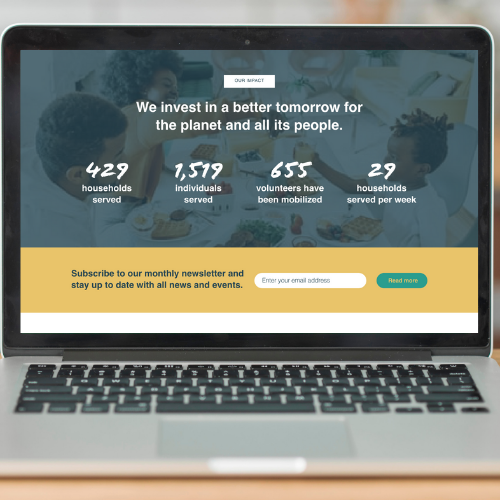 OUR IMPACT
We invest in a better tomorrow for
the planet and all its people.
429
households
served
1,519
individuals
served
655
volunteers have
been mobilized
29
households
served per week
Subscribe to our monthly newsletter and
stay up to date with all news and events.
Enter your email address
Read more